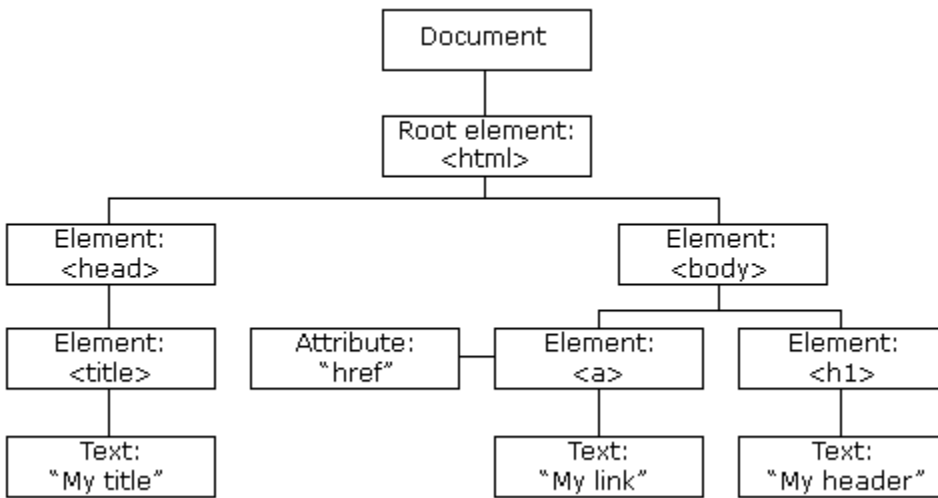 Document
Root element:
<html>
Element:
<head>
Element:
<body>
Element:
<title>
Attribute:
“href”
Element:
<a>
Element:
<h1>
Text:
“My title”
Text:
“My link”
Text:
“My header”